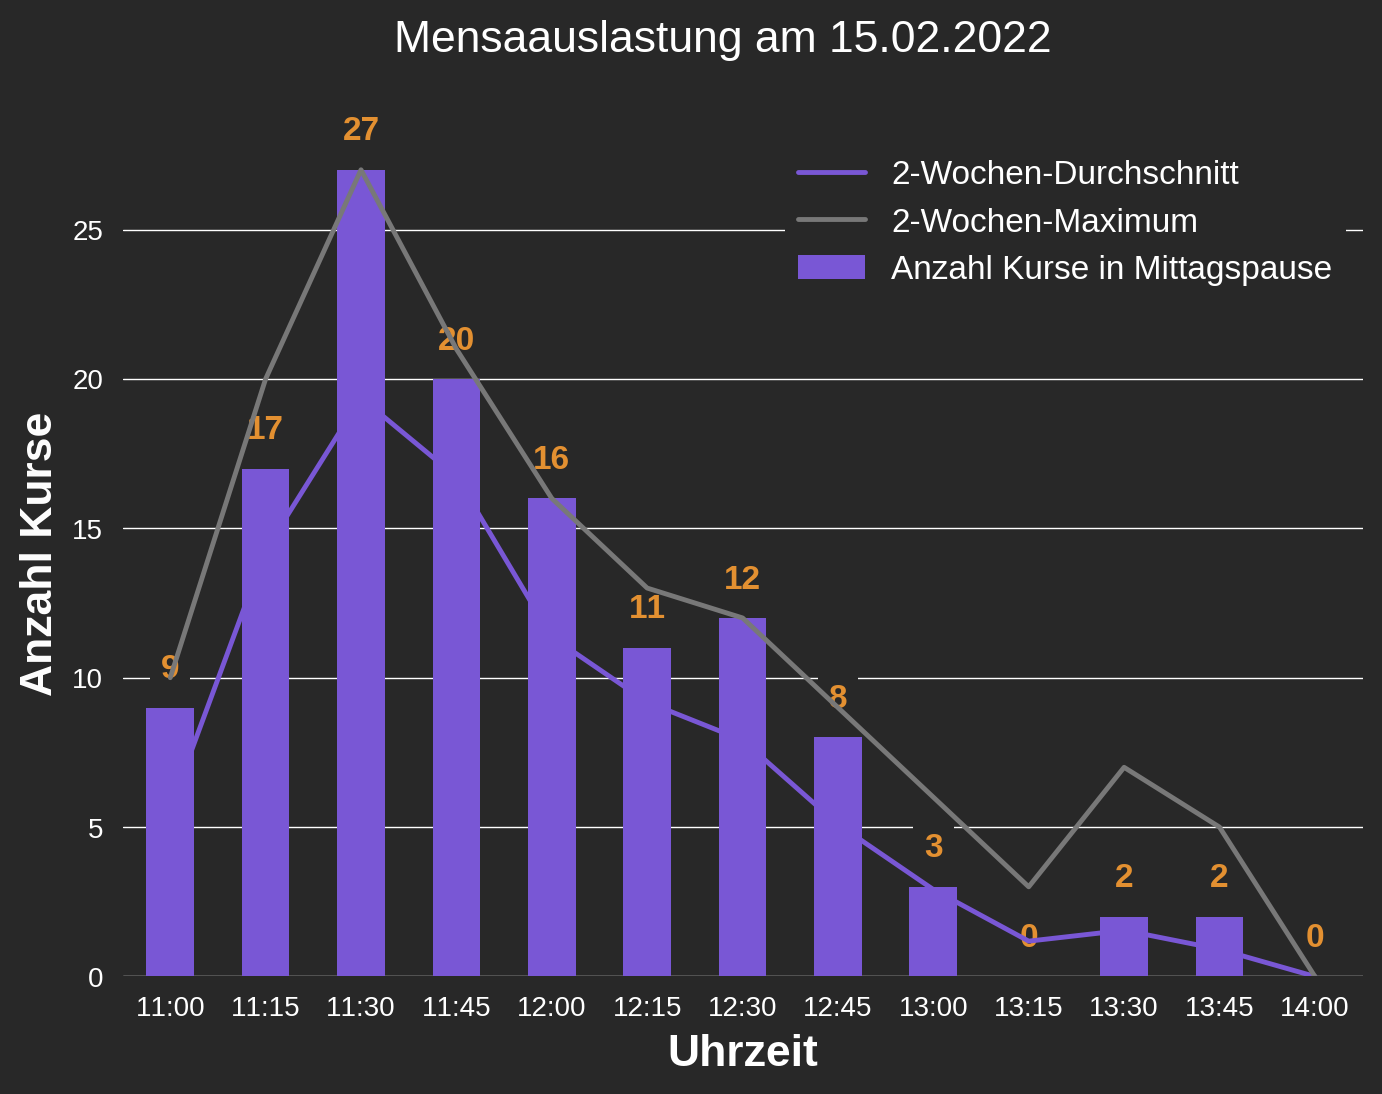 Mensaauslastung am 15.02.2022
27
2-Wochen-Durchschnitt
2-Wochen-Maximum
Anzahl Kurse in Mittagspause
25
20
20
17
16
15
12
11
9
10
8
3
5
2
2
0
0
0
Anzahl Kurse
11:00 11:15 11:30 11:45 12:00 12:15 12:30 12:45 13:00 13:15 13:30 13:45 14:00
Uhrzeit